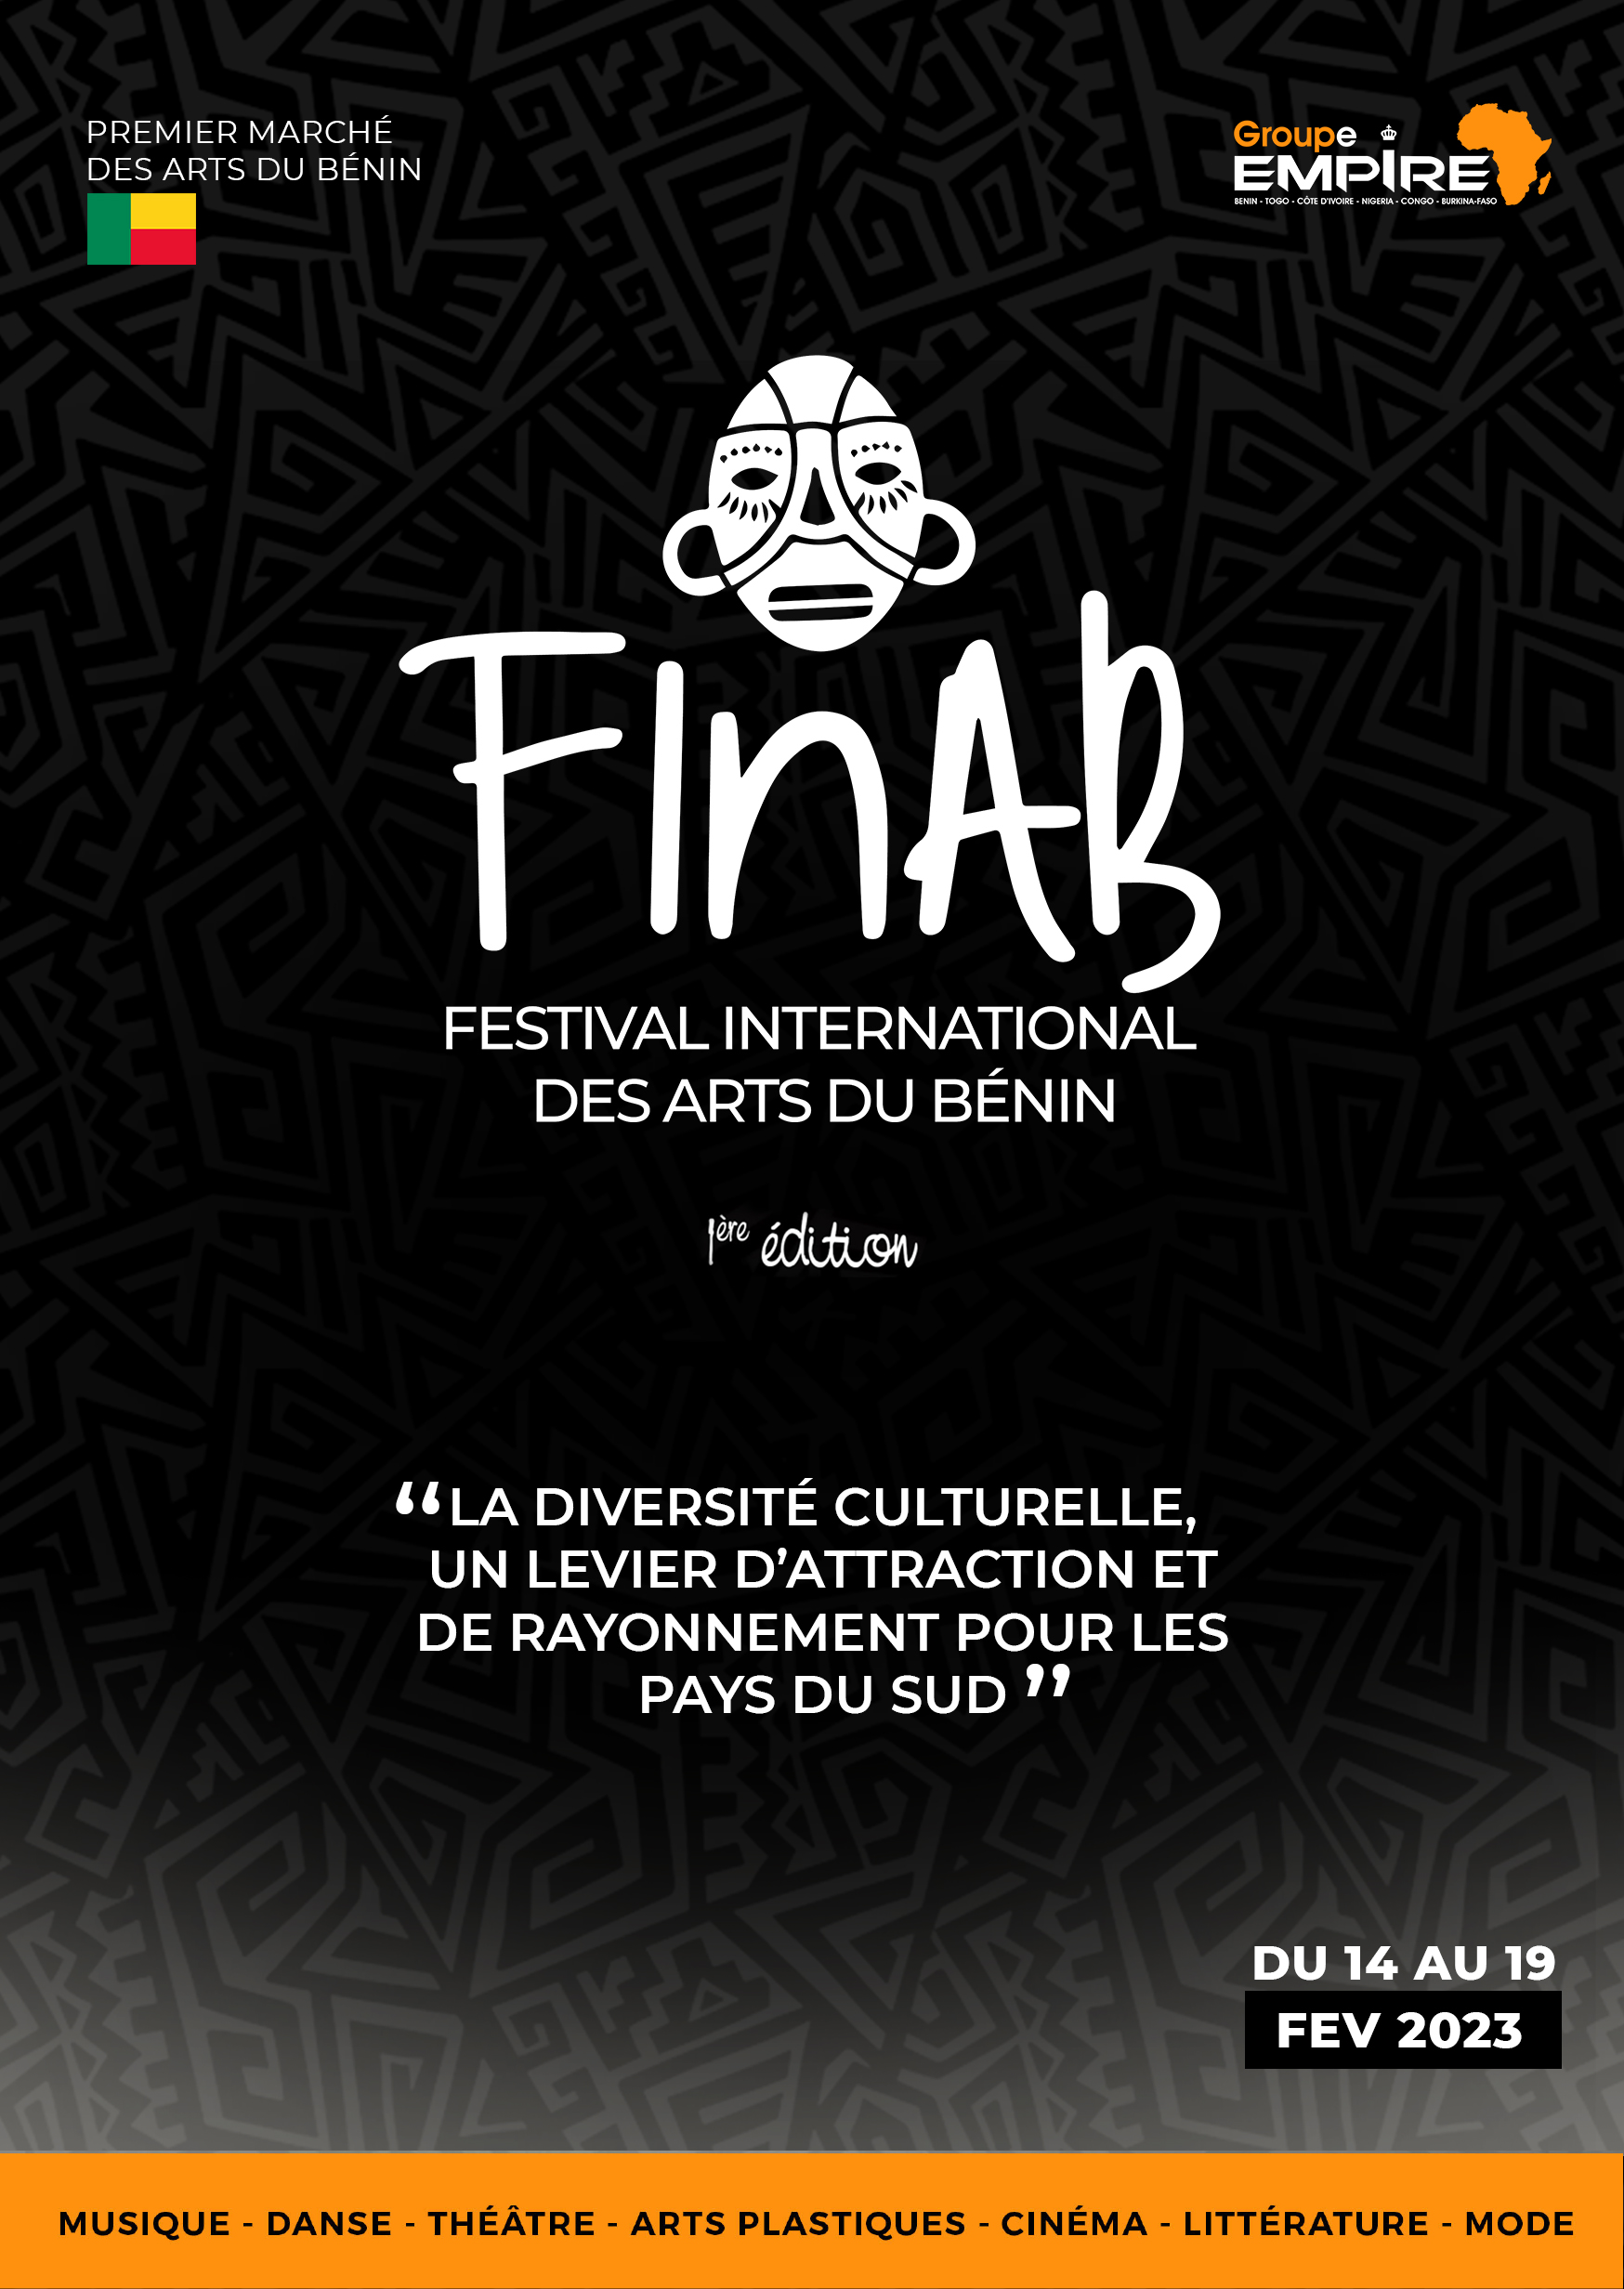 PREMIER MARCHÉ
DES ARTS DU BÉNIN
Groupe
EMPIRE
BENIN - TOGO - CÔTE D'IVOIRE - NIGERIA - CONGO - BURKINA-FASO
FInAB
FESTIVAL INTERNATIONAL
DES ARTS DU BÉNIN
1ère édition
“LA DIVERSITÉ CULTURELLE,
UN LEVIER D’ATTRACTION ET
DE RAYONNEMENT POUR LES
PAYS DU SUD ”
DU 14 AU 19
FEV 2023
MUSIQUE - DANSE - THÉÂTRE - ARTS PLASTIQUES - CINÉMA - LITTÉRATURE - MODE